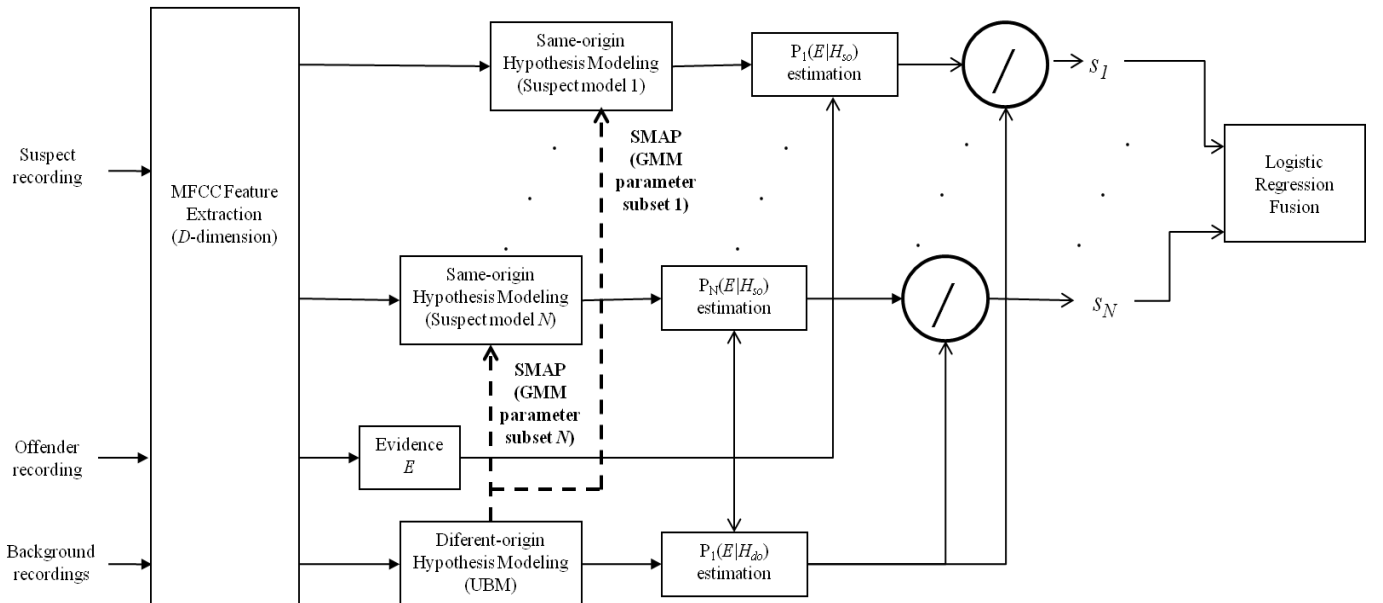 Suspect
recording
Offender
recording
Background
recordings
MFCC Feature
Extraction
(D-dimension)
Same-origin
Hypothesis Modeling
(Suspect model 1)
P₁(E|Hso)
estimation
/
s₁
SMAP
(GMM
parameter
subset 1)
Logistic
Regression
Fusion
Same-origin
Hypothesis Modeling
(Suspect model N)
PN(E|Hso)
estimation
/
sN
SMAP
(GMM
parameter
subset N)
Evidence
E
Diferent-origin
Hypothesis Modeling
(UBM)
P₁(E|Hdo)
estimation